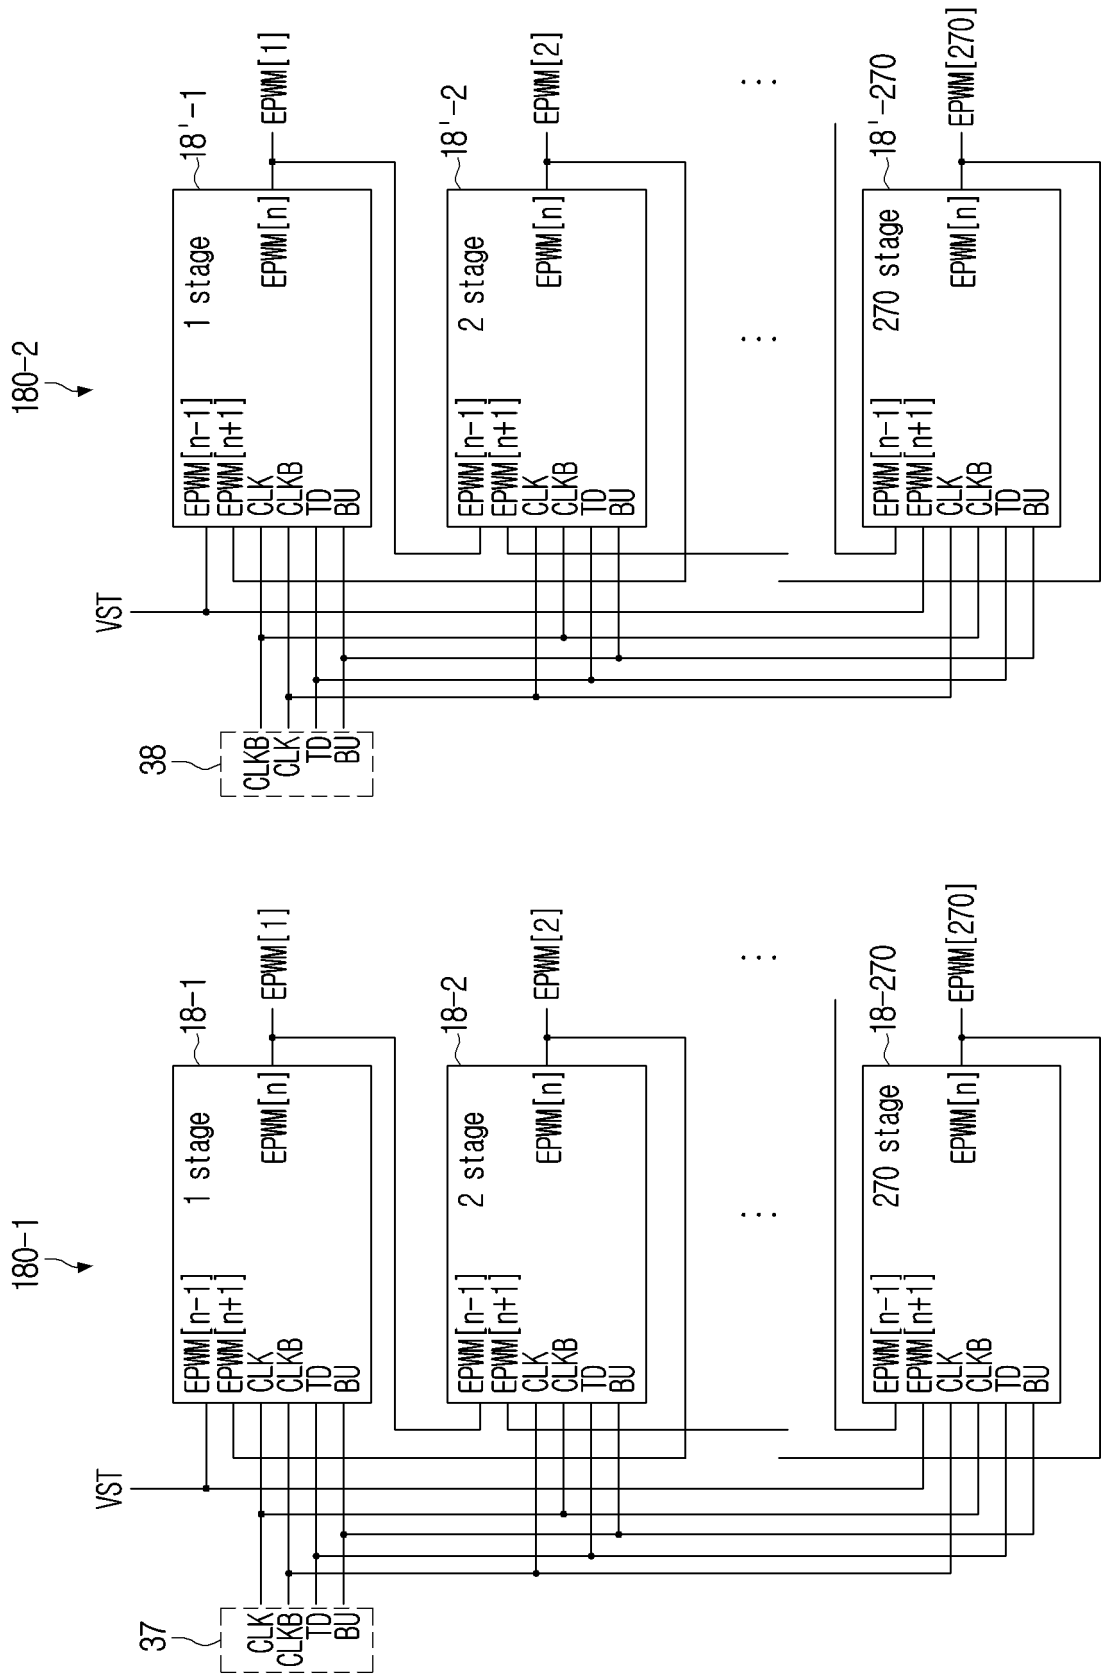 180-1
VST
37
CLK
CLKB
TD
BU
18-1
EPWM[n-1]
EPWM[n+1]
CLK
CLKB
TD
BU
1 stage
EPWM[n]
EPWM[1]
18-2
EPWM[n-1]
EPWM[n+1]
CLK
CLKB
TD
BU
2 stage
EPWM[n]
EPWM[2]
...
...
18-270
EPWM[n-1]
EPWM[n+1]
CLK
CLKB
TD
BU
270 stage
EPWM[n]
EPWM[270]
180-2
VST
38
CLKB
CLK
TD
BU
18'-1
EPWM[n-1]
EPWM[n+1]
CLK
CLKB
TD
BU
1 stage
EPWM[n]
EPWM[1]
18'-2
EPWM[n-1]
EPWM[n+1]
CLK
CLKB
TD
BU
2 stage
EPWM[n]
EPWM[2]
...
...
18'-270
EPWM[n-1]
EPWM[n+1]
CLK
CLKB
TD
BU
270 stage
EPWM[n]
EPWM[270]